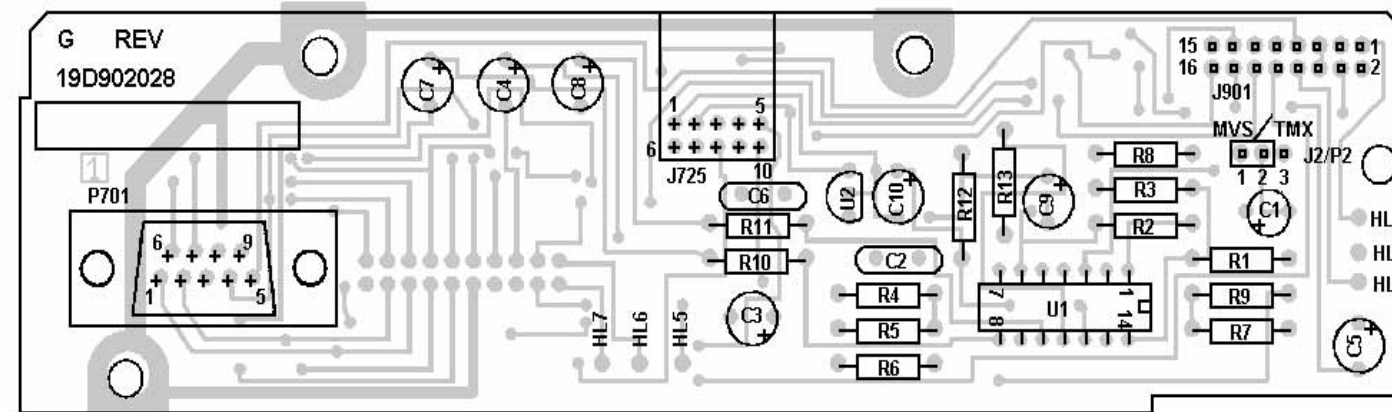 G REV
19D902028
1
P701
6 9
1 5
C7
C4
C8
1 5
6
J725 10
C6
R11
R10
C3
HL7
HL6
HL5
U2
C10
C2
R4
R5
R6
R12
R13
C9
7 1
8 14
U1
R8
R3
R2
15 1
16 2
J901
MVS TMX
J2/P2
1 2 3
C1
R1
R9
R7
HL
HL
HL
C5